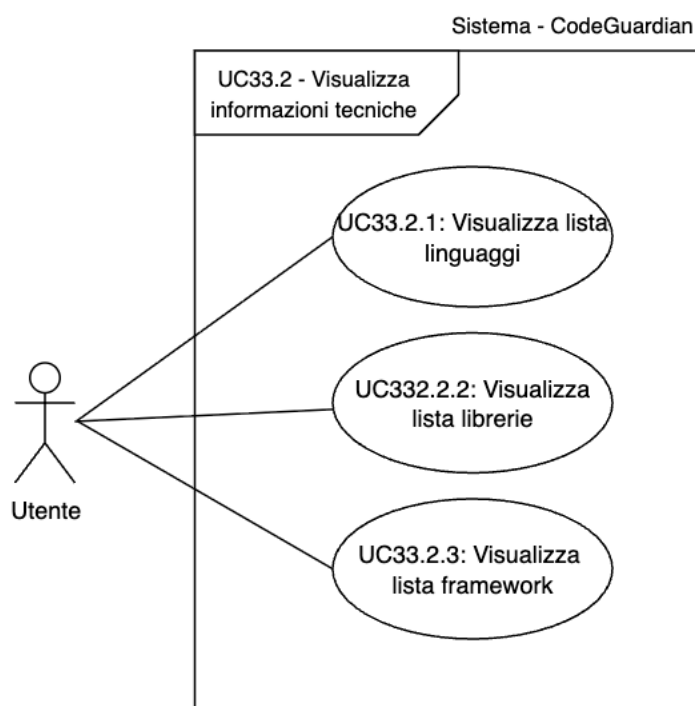 Sistema - CodeGuardian
UC33.2 - Visualizza
informazioni tecniche
UC33.2.1: Visualizza lista
linguaggi
UC332.2.2: Visualizza
lista librerie
Utente
UC33.2.3: Visualizza
lista framework